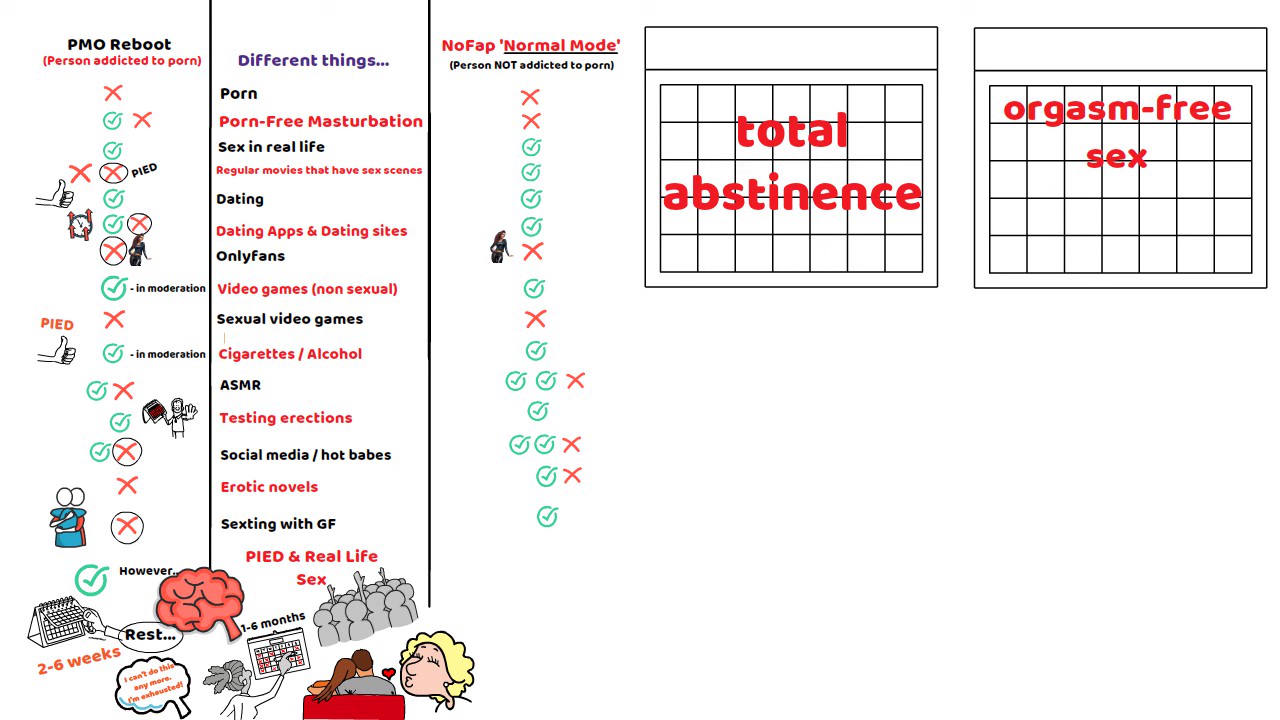 PMO Reboot
(Person addicted to porn)
Different things...
NoFap 'Normal Mode'
(Person NOT addicted to porn)
Porn
Porn-Free Masturbation
Sex in real life
PIED
Regular movies that have sex scenes
Dating
Dating Apps & Dating sites
Onlyfans
- in moderation
Video games (non sexual)
PIED
Sexual video games
- in moderation
Cigarettes / Alcohol
ASMR
Testing erections
Social media / hot babes
Erotic novels
Sexting with GF
PIED & Real Life
Sex
However...
Rest...
2-6 weeks
1-6 months
I can't do this
any more.
I'm exhausted!
total
abstinence
orgasm-free
sex